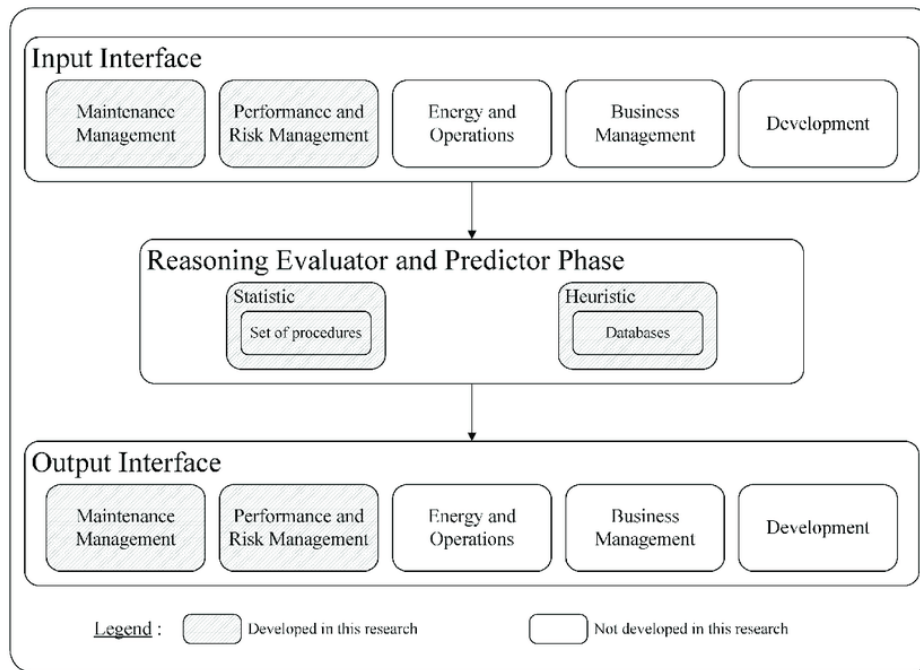 Input Interface
Maintenance
Management
Performance and
Risk Management
Energy and
Operations
Business
Management
Development
Reasoning Evaluator and Predictor Phase
Statistic
Set of procedures
Heuristic
Databases
Output Interface
Maintenance
Management
Performance and
Risk Management
Energy and
Operations
Business
Management
Development
Legend :
Developed in this research
Not developed in this research